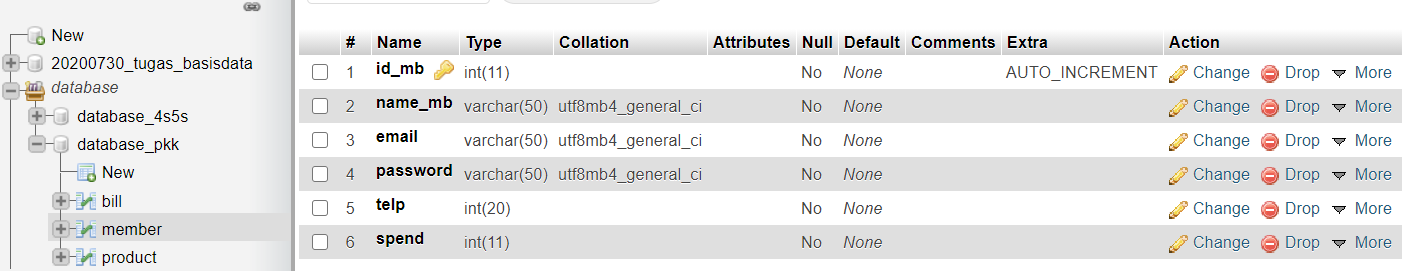 New
20200730_tugas_basisdata
database
database_4s5s
database_pkk
New
bill
member
product
# Name Type Collation Attributes Null Default Comments Extra Action
1 id_mb int(11) No None AUTO_INCREMENT Change Drop More
2 name_mb varchar(50) utf8mb4_general_ci No None Change Drop More
3 email varchar(50) utf8mb4_general_ci No None Change Drop More
4 password varchar(50) utf8mb4_general_ci No None Change Drop More
5 telp int(20) No None Change Drop More
6 spend int(11) No None Change Drop More